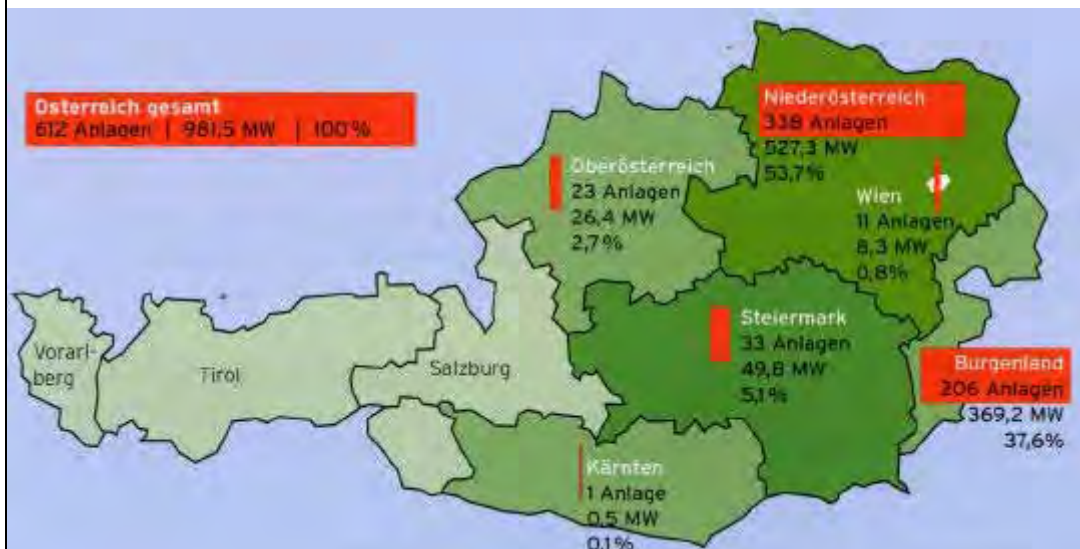 Österreich gesamt
612 Anlagen | 981,5 MW | 100%
Niederösterreich
338 Anlagen
527,3 MW
53,7%
Oberösterreich
23 Anlagen
26,4 MW
2,7%
Wien
11 Anlagen
8,3 MW
0,8%
Steiermark
33 Anlagen
49,8 MW
5,1%
Vorarl-
berg
Tirol
Salzburg
Burgenland
206 Anlagen
369,2 MW
37,6%
Kärnten
1 Anlage
0,5 MW
0,1%